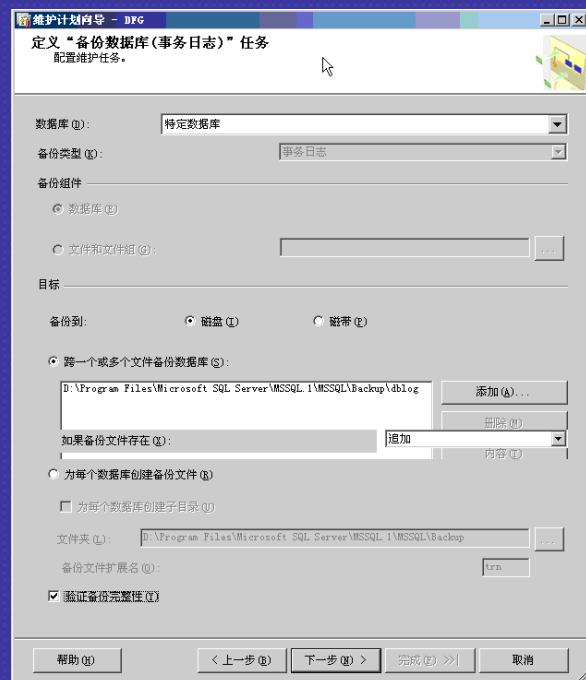 维护计划向导 - DFG
定义“备份数据库(事务日志)”任务
配置维护任务。
数据库(D): 特定数据库
备份类型(K): 事务日志
备份组件
数据库(E)
文件和文件组(G): ...
目标
备份到: 磁盘(I) 磁带(P)
跨一个或多个文件备份数据库(S):
D:\Program Files\Microsoft SQL Server\MSSQL.1\MSSQL\Backup\dblog 添加(A)...
删除(M)
如果备份文件存在(X): 追加
内容(T)
为每个数据库创建备份文件(R)
为每个数据库创建子目录(U)
文件夹(L): D:\Program Files\Microsoft SQL Server\MSSQL.1\MSSQL\Backup ...
备份文件扩展名(O): trn
验证备份完整性(Y)
帮助(H) < 上一步(B) 下一步(N) > 完成(F) >>| 取消